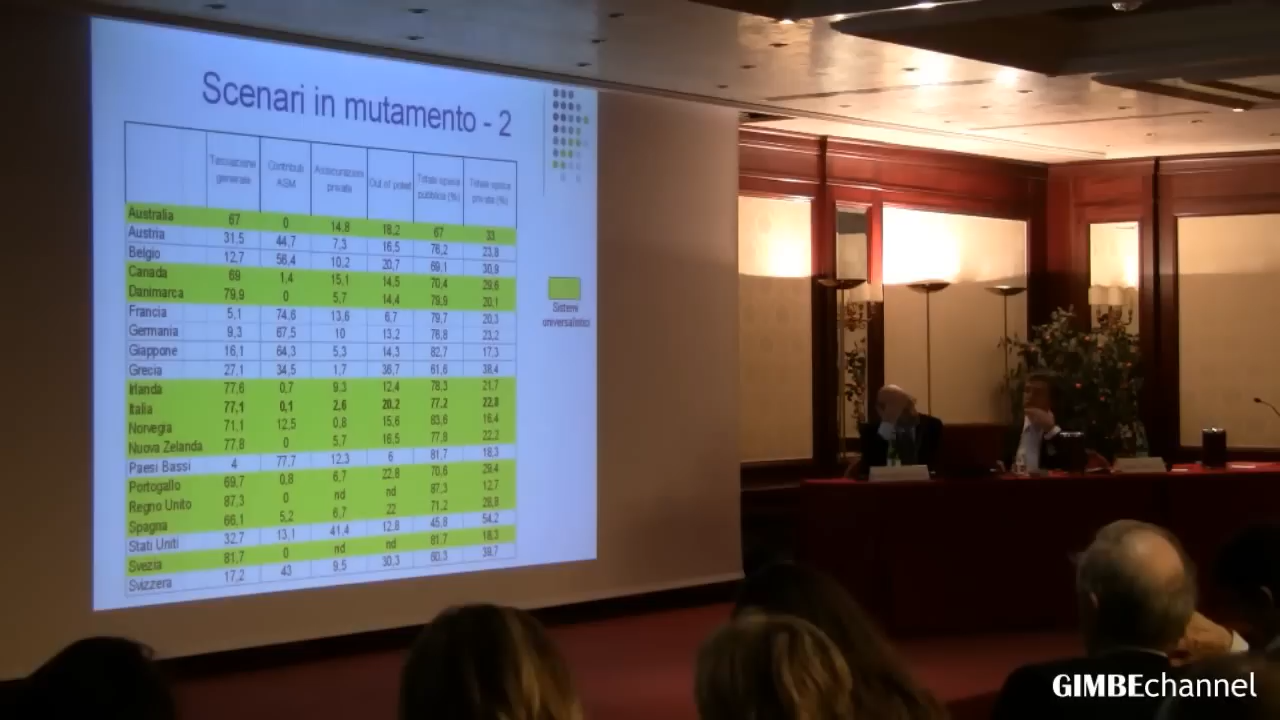 Scenari in mutamento - 2
Tassazione generale Contributi ASM Assicurazioni private Out of poket Totale spesa pubblica (%) Totale spesa privata (%)
Australia 67 0 14,8 18,2 67 33
Austria 31,5 44,7 7,3 16,5 76,2 23,8
Belgio 12,7 56,4 10,2 20,7 69,1 30,9
Canada 69 1,4 15,1 14,5 70,4 29,6
Danimarca 79,9 0 5,7 14,4 79,9 20,1
Francia 5,1 74,6 13,6 6,7 79,7 20,3
Germania 9,3 67,5 10 13,2 76,8 23,2
Giappone 16,1 64,3 5,3 14,3 82,7 17,3
Grecia 27,1 34,5 1,7 36,7 61,6 38,4
Irlanda 77,6 0,7 9,3 12,4 78,3 21,7
Italia 77,1 0,1 2,6 20,2 77,2 22,8
Norvegia 71,1 12,5 0,8 15,6 83,6 16,4
Nuova Zelanda 77,8 0 5,7 16,5 77,8 22,2
Paesi Bassi 4 77,7 12,3 6 81,7 18,3
Portogallo 69,7 0,8 6,7 22,8 70,6 29,4
Regno Unito 87,3 0 nd nd 87,3 12,7
Spagna 66,1 5,2 6,7 22 71,2 28,8
Stati Uniti 32,7 13,1 41,4 12,8 45,8 54,2
Svezia 81,7 0 nd nd 81,7 18,3
Svizzera 17,2 43 9,5 30,3 60,3 39,7
Sistemi
universalistici
GIMBEchannel